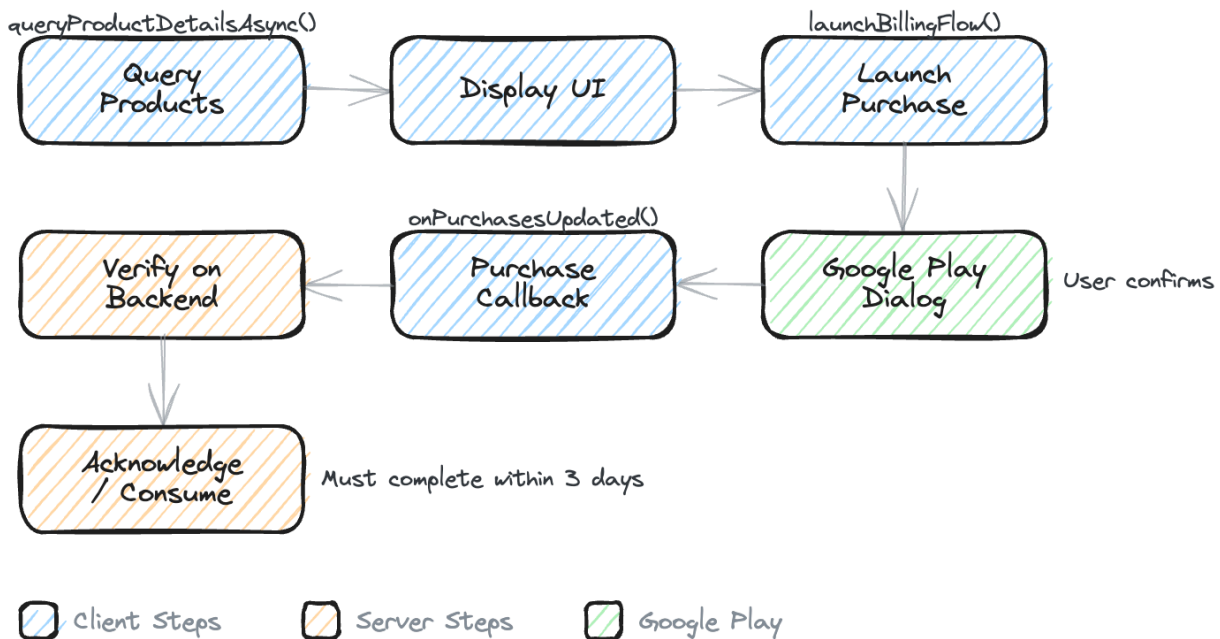 queryProductDetailsAsync()
launchBillingFlow()
Query
Products
Display UI
Launch
Purchase
onPurchasesUpdated()
Verify on
Backend
Purchase
Callback
Google Play
Dialog
User confirms
Acknowledge
/ Consume
Must complete within 3 days
Client Steps
Server Steps
Google Play